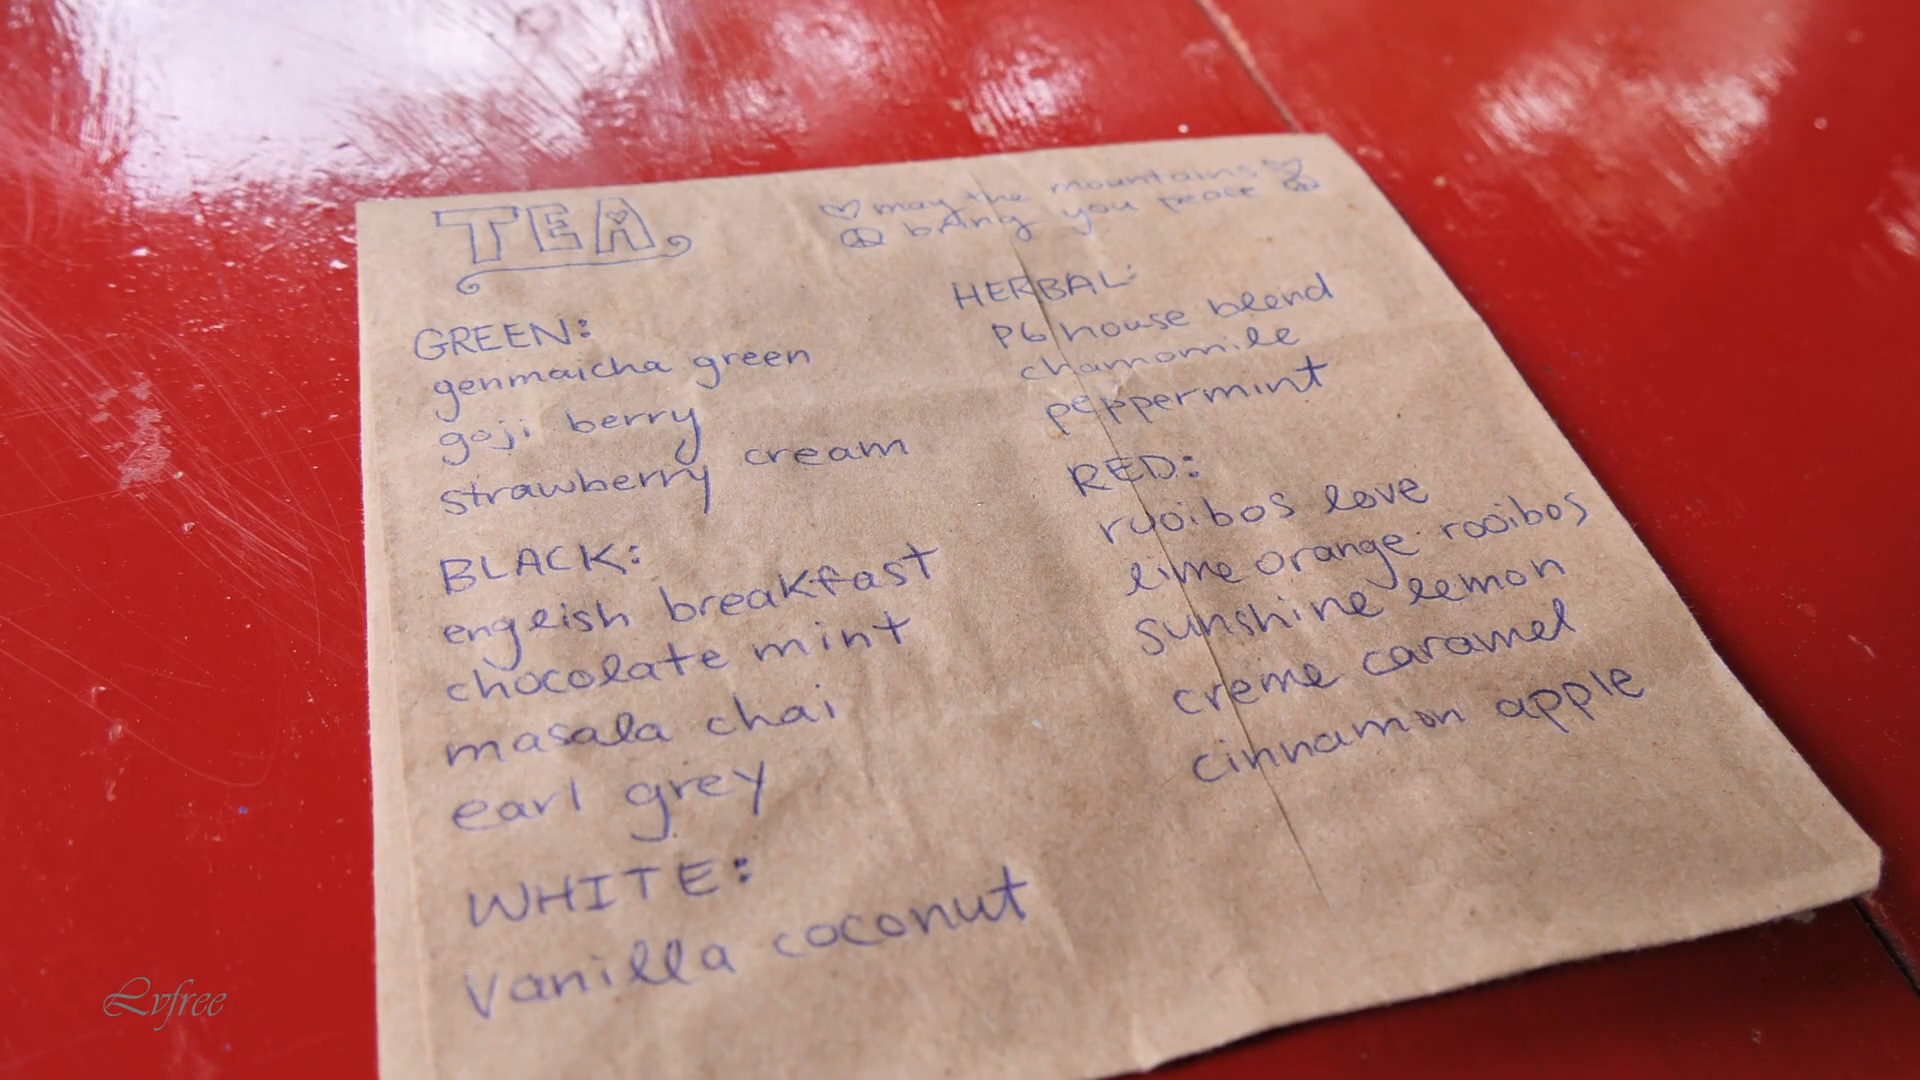 TEA
may the mountains
bring you peace
GREEN:
genmaicha green
goji berry
strawberry cream
BLACK:
english breakfast
chocolate mint
masala chai
earl grey
WHITE:
vanilla coconut
HERBAL:
P6 house blend
chamomile
peppermint
RED:
rooibos love
lime orange rooibos
sunshine lemon
creme caramel
cinnamon apple
Lvfree